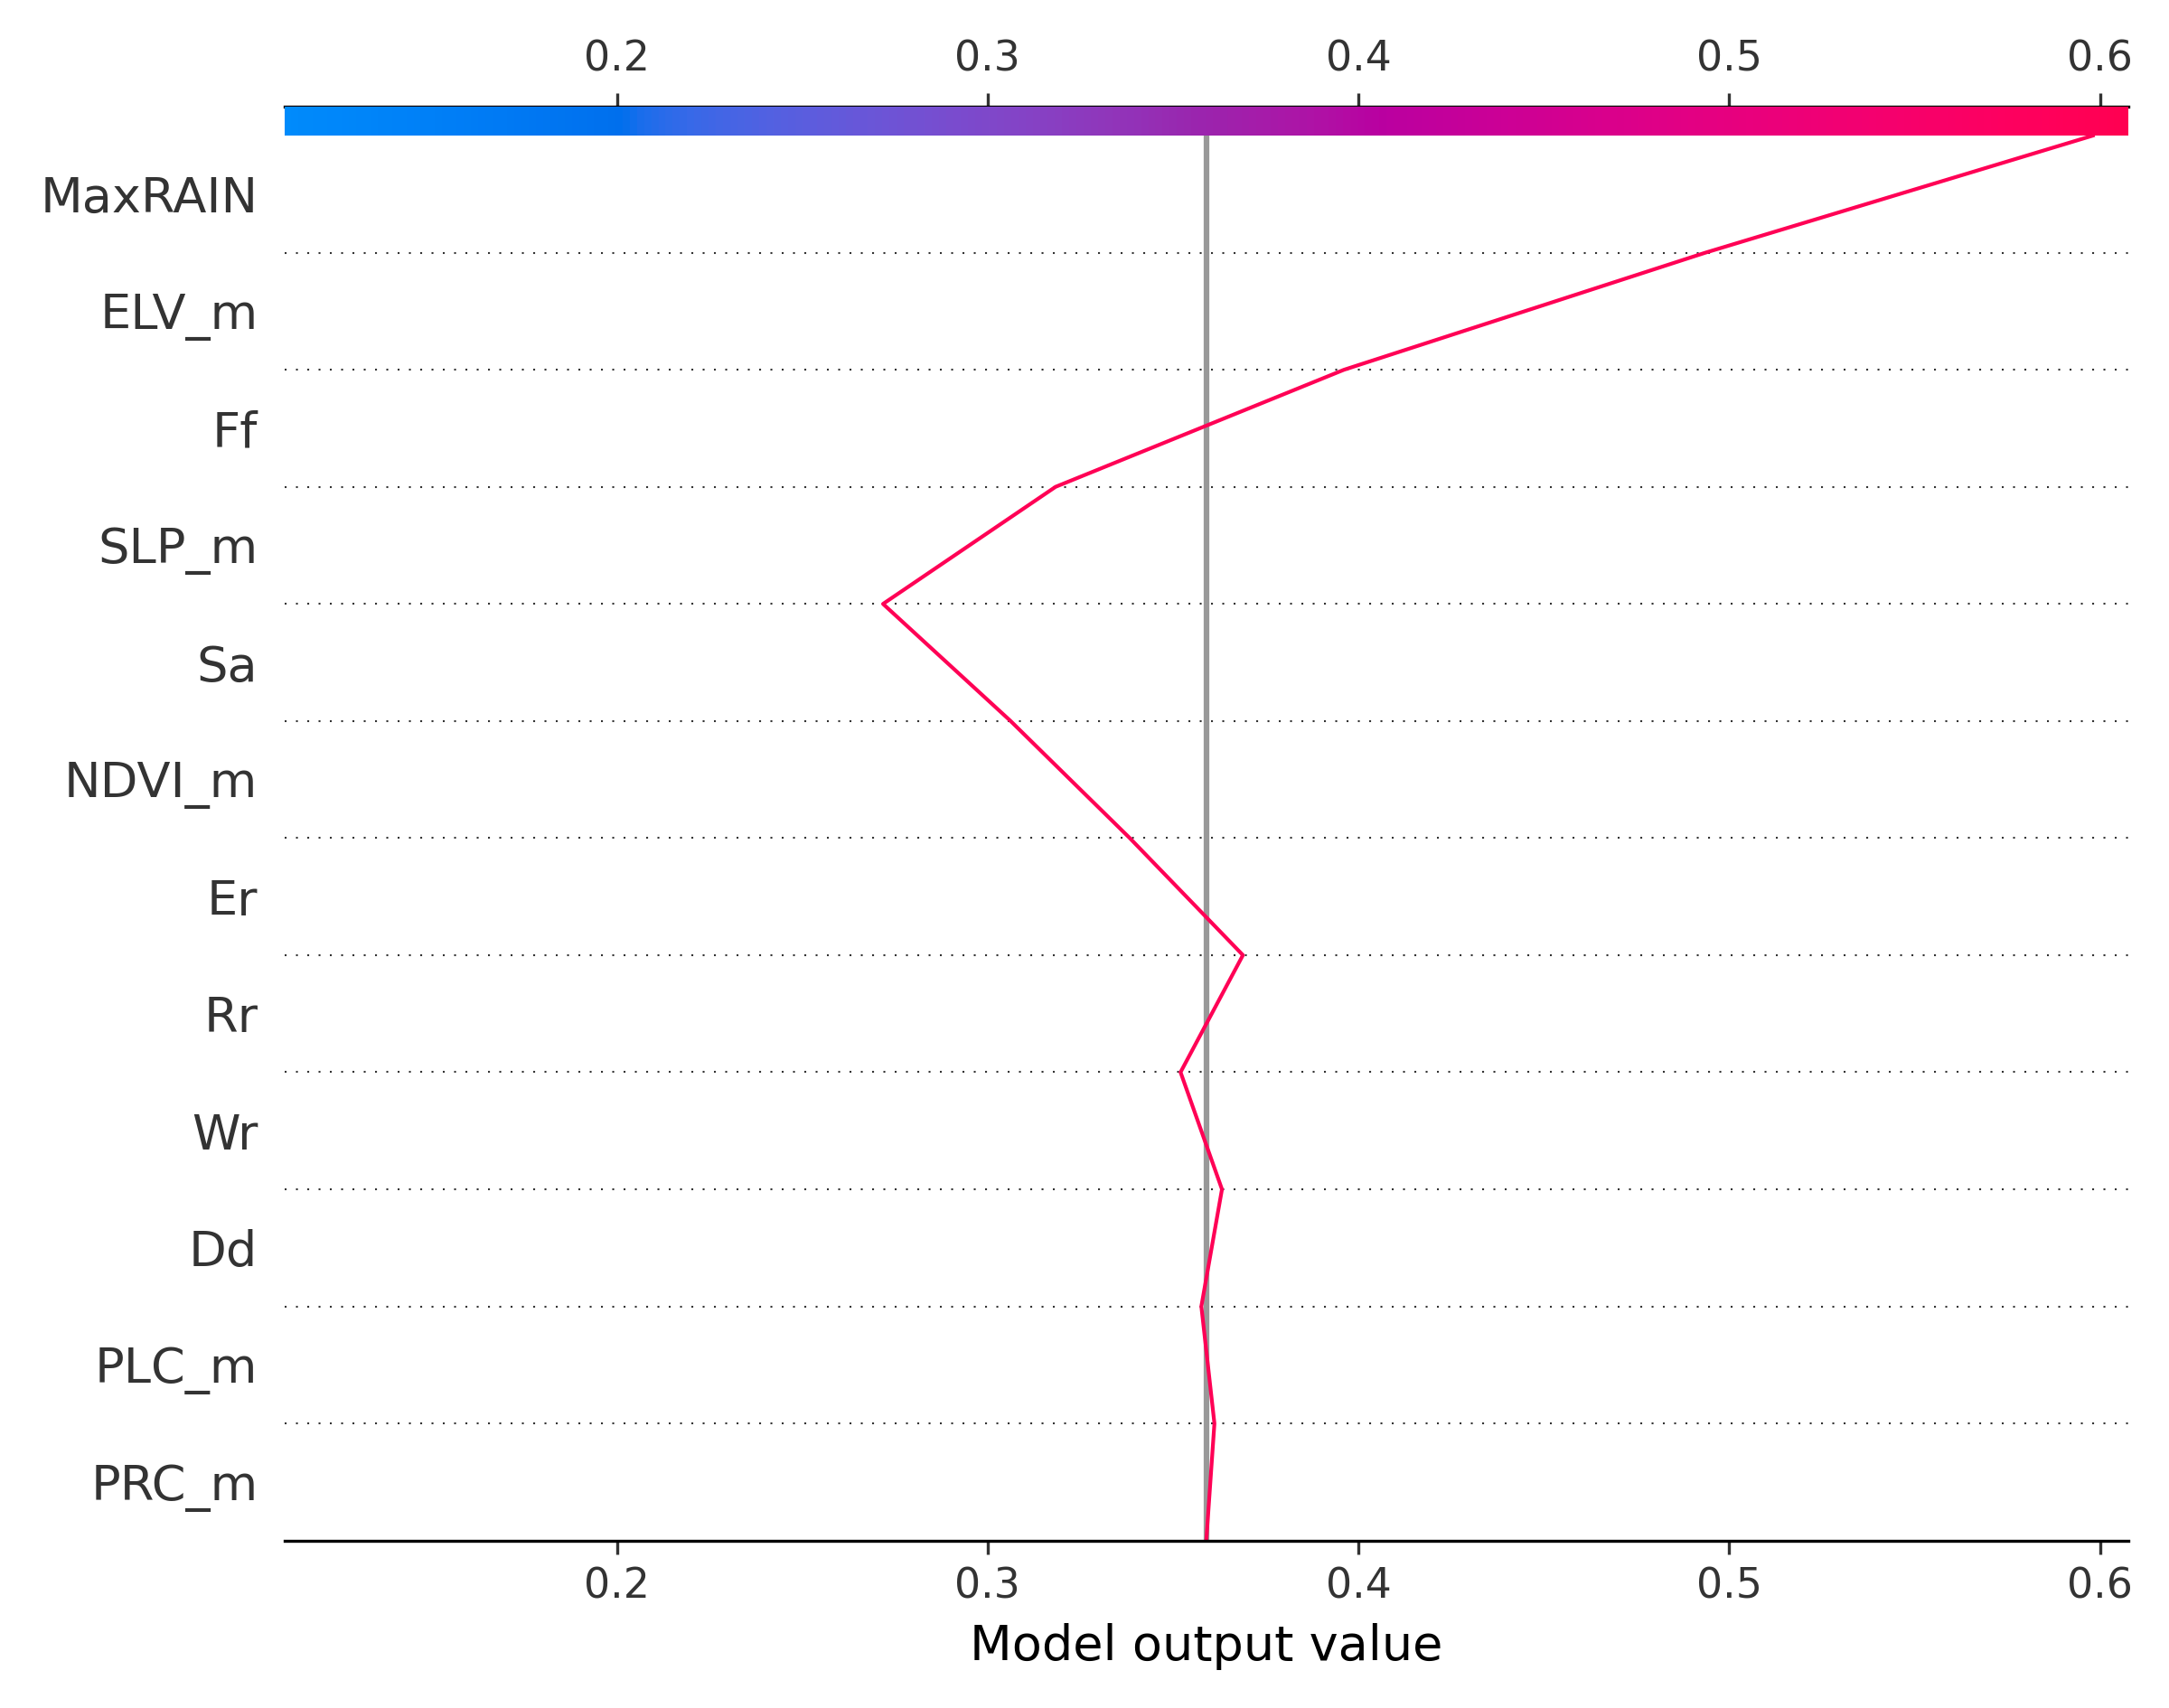 0.2 0.3 0.4 0.5 0.6
MaxRAIN
ELV_m
Ff
SLP_m
Sa
NDVI_m
Er
Rr
Wr
Dd
PLC_m
PRC_m
0.2 0.3 0.4 0.5 0.6
Model output value